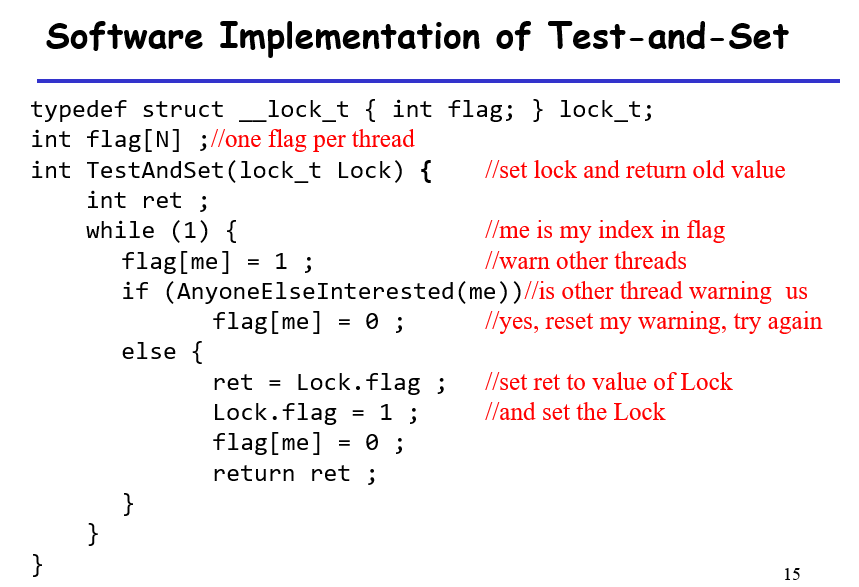 Software Implementation of Test-and-Set
typedef struct __lock_t { int flag; } lock_t;
int flag[N] ;//one flag per thread
int TestAndSet(lock_t Lock) { //set lock and return old value
int ret ;
while (1) { //me is my index in flag
flag[me] = 1 ; //warn other threads
if (AnyoneElseInterested(me))//is other thread warning us
flag[me] = 0 ; //yes, reset my warning, try again
else {
ret = Lock.flag ; //set ret to value of Lock
Lock.flag = 1 ; //and set the Lock
flag[me] = 0 ;
return ret ;
}
}
}
15